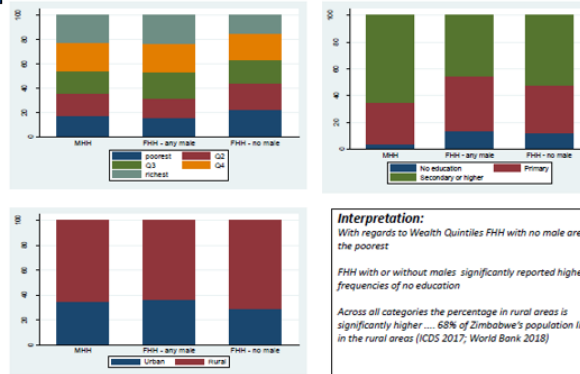 100
80
60
40
20
0
MHH FHH - any male FHH - no male
poorest Q2
Q3 Q4
richest
100
80
60
40
20
0
MHH FHH - any male FHH - no male
No education Primary
Secondary or higher
100
80
60
40
20
0
MHH FHH - any male FHH - no male
Urban Rural
Interpretation:
With regards to Wealth Quintiles FHH with no male are
the poorest
FHH with or without males significantly reported highe
frequencies of no education
Across all categories the percentage in rural areas is
significantly higher .... 68% of Zimbabwe's population li
in the rural areas (ICDS 2017; World Bank 2018)